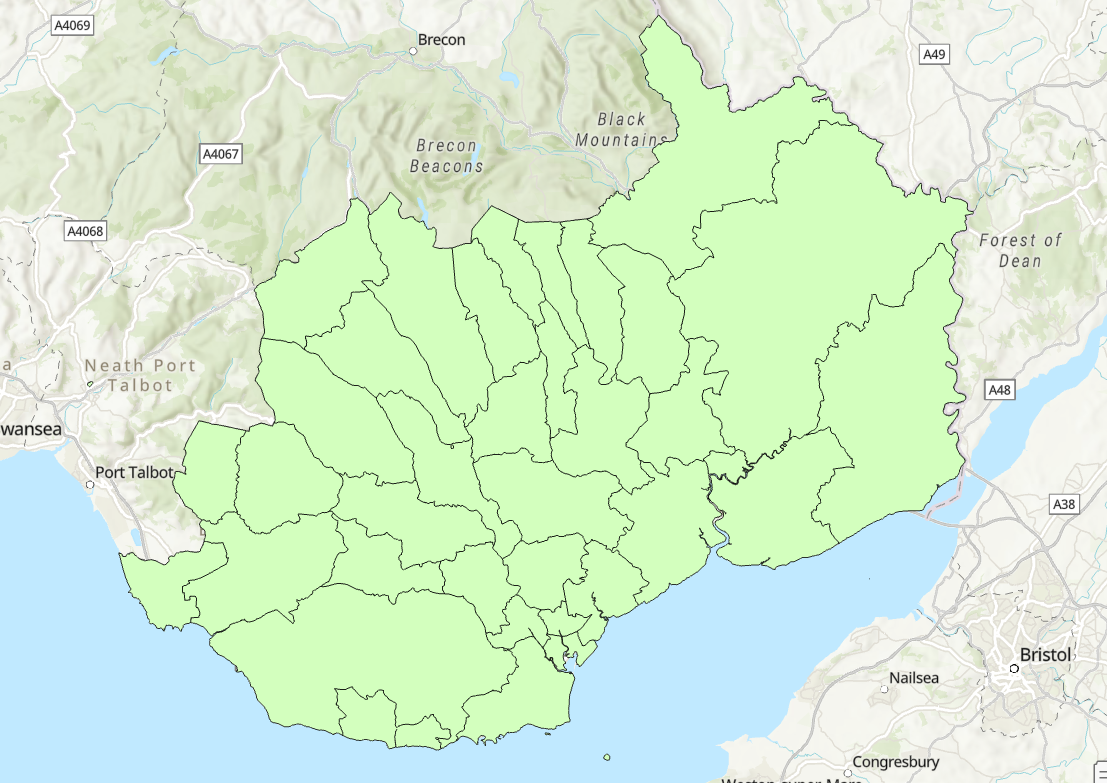 A4069
Brecon
A49
Black
Mountains
Brecon
Beacons
A4067
A4068
Forest of
Dean
Neath Port
Talbot
a
A48
wansea
Port Talbot
A38
Bristol
Nailsea
Congresbury